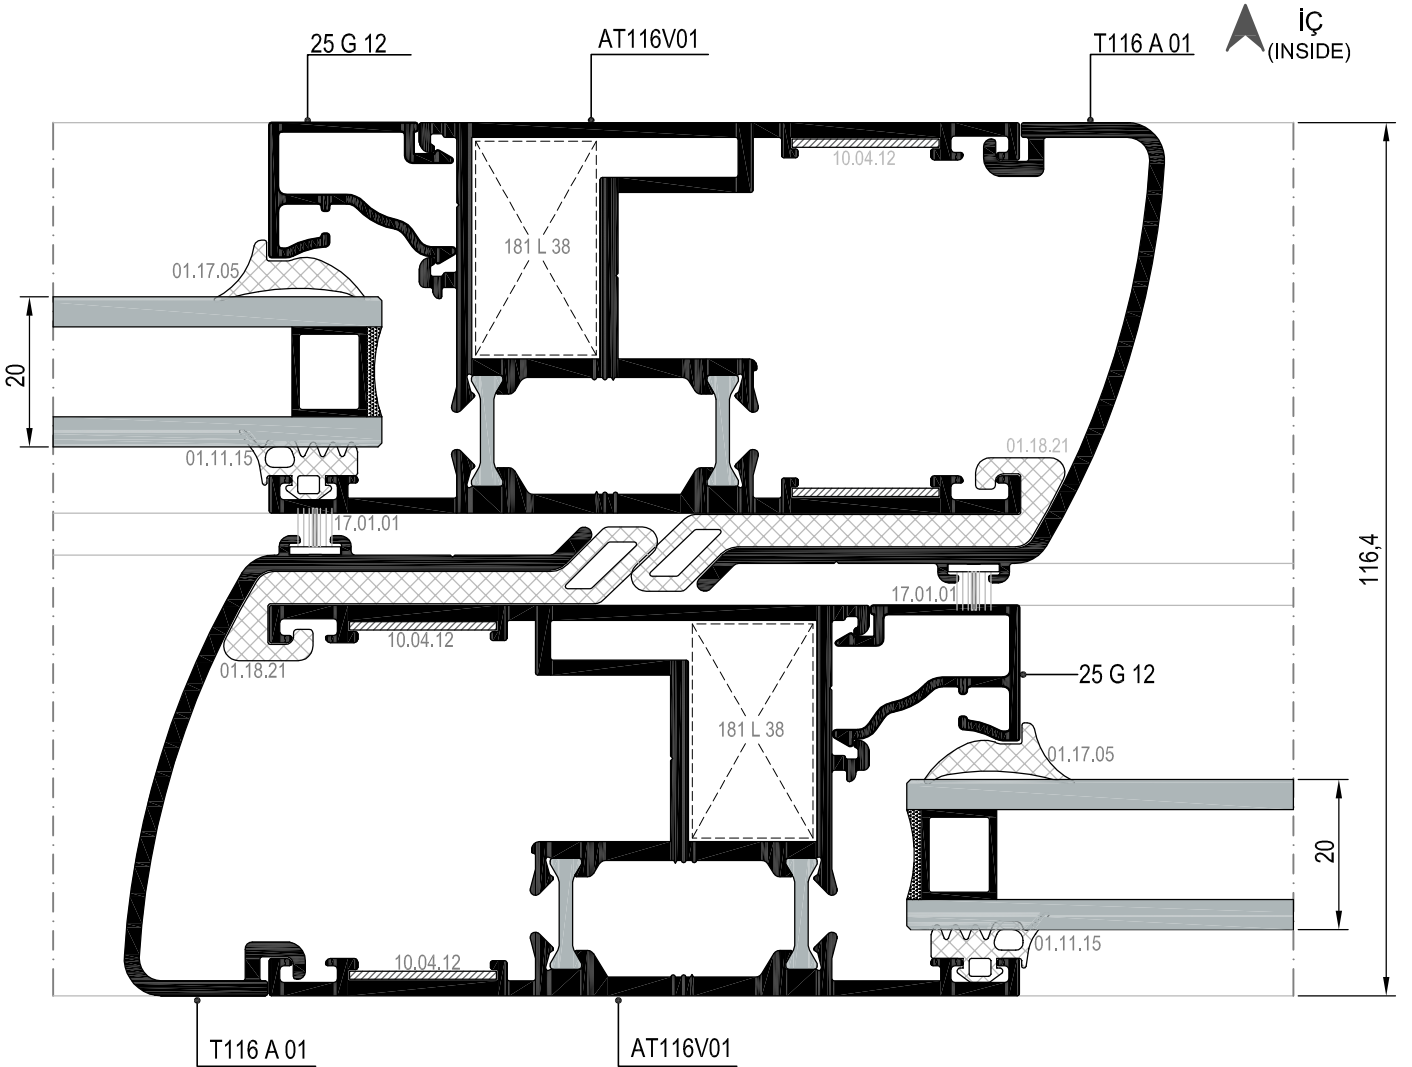 İÇ
(INSIDE)
25 G 12
AT116V01
T116 A 01
10.04.12
181 L 38
01.17.05
20
01.11.15
01.18.21
17.01.01
116,4
17.01.01
10.04.12
01.18.21
25 G 12
181 L 38
01.17.05
20
01.11.15
10.04.12
T116 A 01
AT116V01